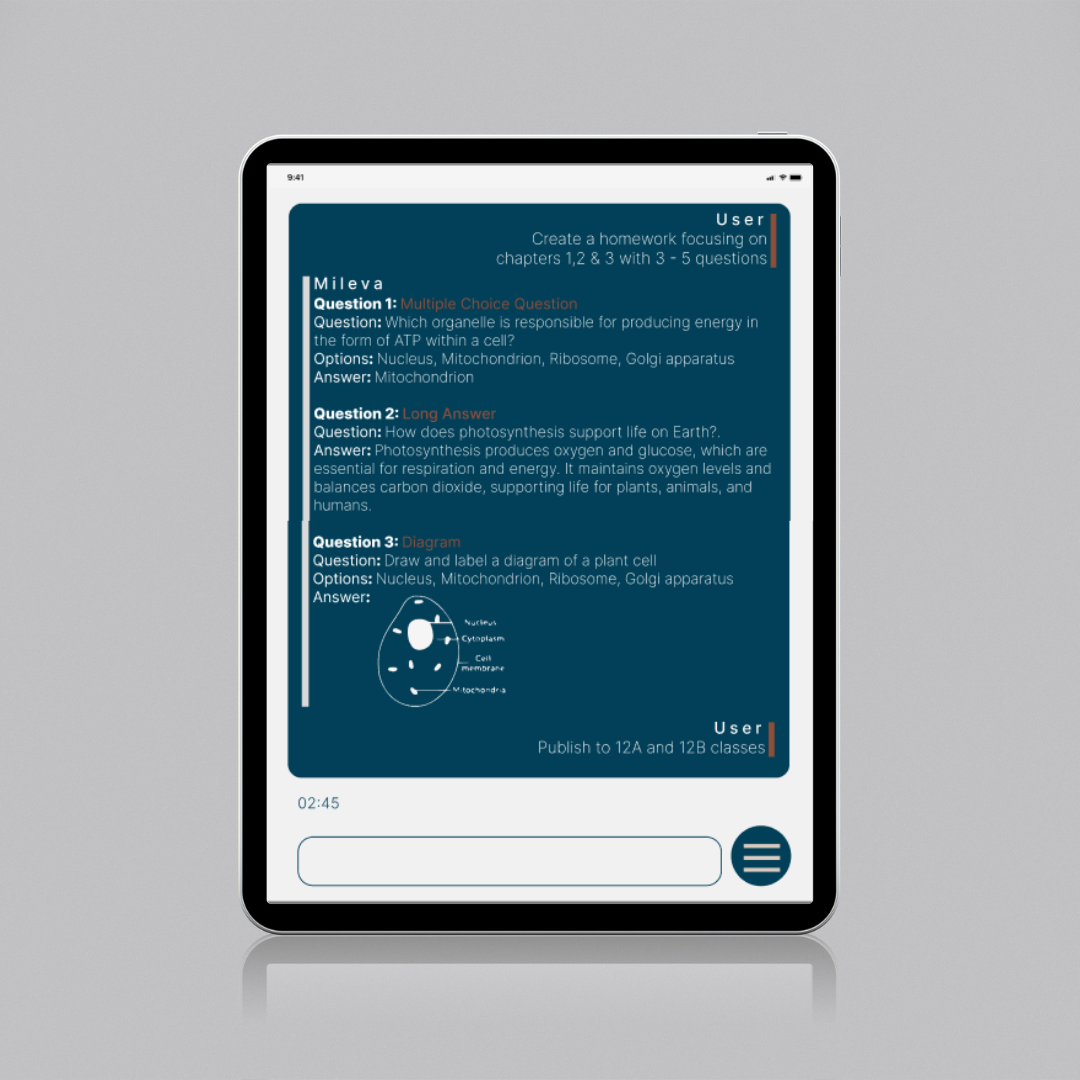 9:41
User
Create a homework focusing on
chapters 1,2 & 3 with 3 - 5 questions
Mileva
Question 1: Multiple Choice Question
Question: Which organelle is responsible for producing energy in
the form of ATP within a cell?
Options: Nucleus, Mitochondrion, Ribosome, Golgi apparatus
Answer: Mitochondrion
Question 2: Long Answer
Question: How does photosynthesis support life on Earth?.
Answer: Photosynthesis produces oxygen and glucose, which are
essential for respiration and energy. It maintains oxygen levels and
balances carbon dioxide, supporting life for plants, animals, and
humans.
Question 3: Diagram
Question: Draw and label a diagram of a plant cell
Options: Nucleus, Mitochondrion, Ribosome, Golgi apparatus
Answer:
Nucleus
Cytoplasm
Cell
membrane
Mitochondria
User
Publish to 12A and 12B classes
02:45